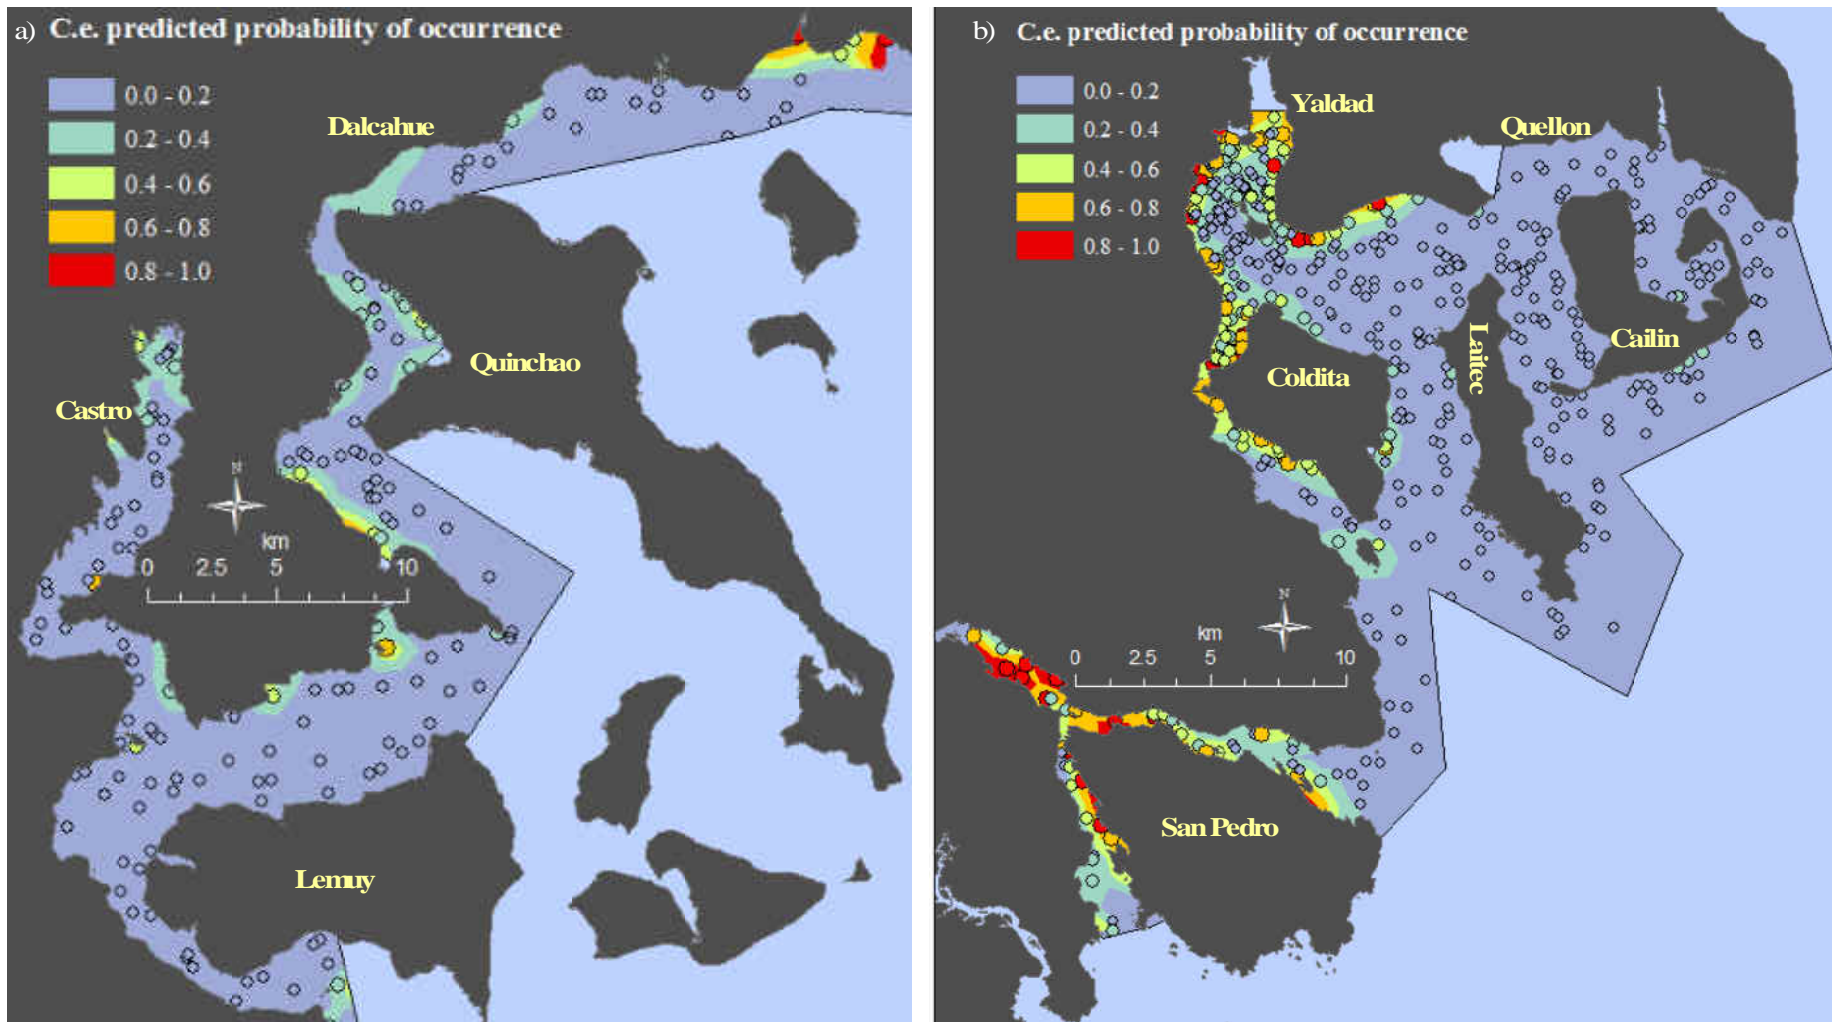 a) C.e. predicted probability of occurrence
0.0 - 0.2
0.2 - 0.4
0.4 - 0.6
0.6 - 0.8
0.8 - 1.0
Dalcahue
Quinchao
Castro
N
km
0 2.5 5 10
Lemuy
b) C.e. predicted probability of occurrence
0.0 - 0.2
0.2 - 0.4
0.4 - 0.6
0.6 - 0.8
0.8 - 1.0
Yaldad
Quellon
Laitec
Cailin
Coldita
N
km
0 2.5 5 10
San Pedro